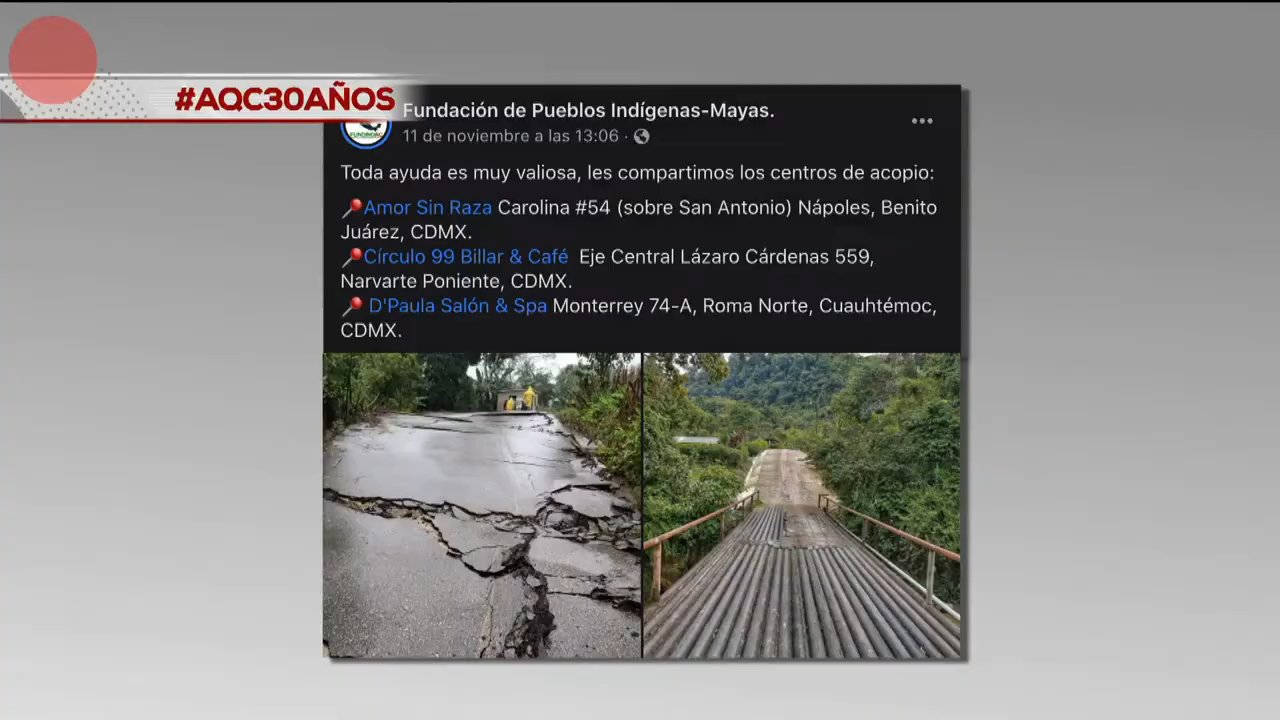 #AQC30AÑOS
Fundación de Pueblos Indígenas-Mayas.
11 de noviembre a las 13:06 ·
FUNDINDAC
Toda ayuda es muy valiosa, les compartimos los centros de acopio:
Amor Sin Raza Carolina #54 (sobre San Antonio) Nápoles, Benito
Juárez, CDMX.
Círculo 99 Billar & Café Eje Central Lázaro Cárdenas 559,
Narvarte Poniente, CDMX.
D'Paula Salón & Spa Monterrey 74-A, Roma Norte, Cuauhtémoc,
CDMX.